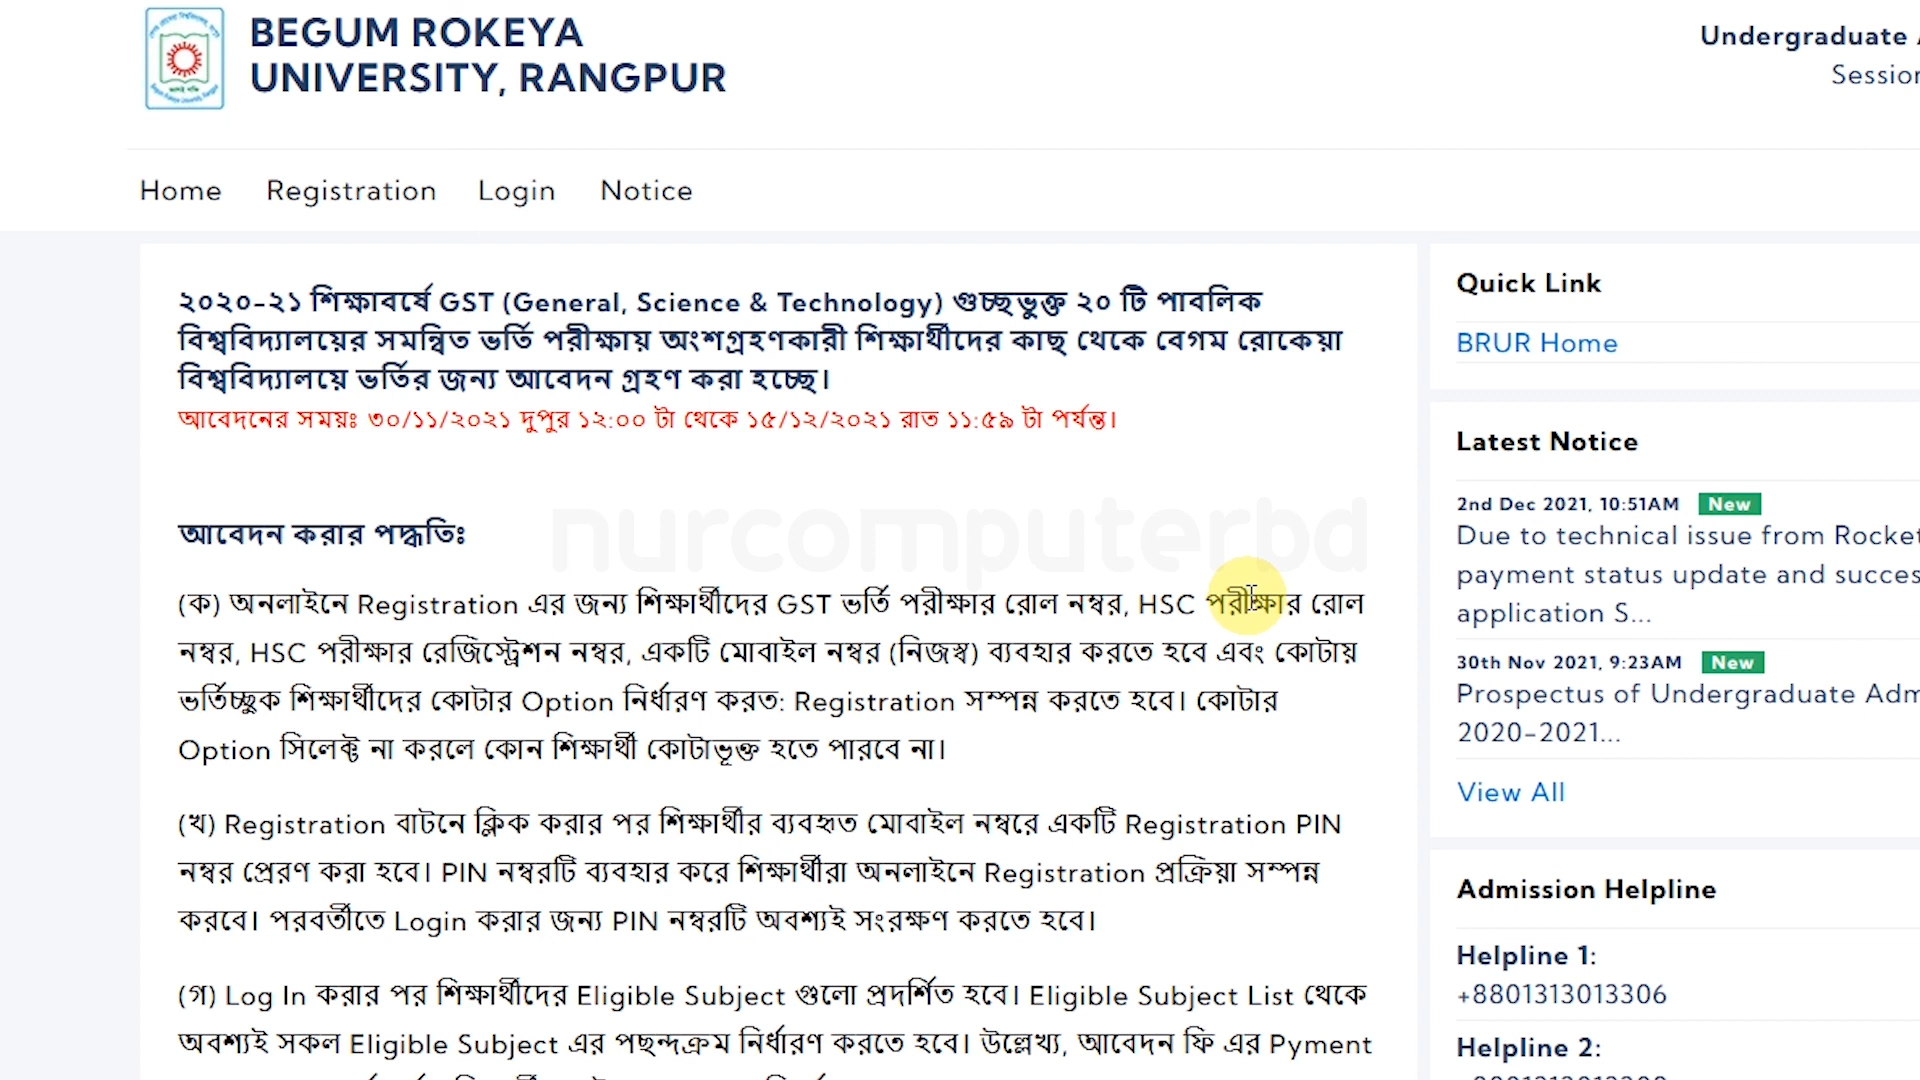 BEGUM ROKEYA
UNIVERSITY, RANGPUR
Undergraduate
Home Registration Login Notice
২০২০-২১ শিক্ষাবর্ষে GST (General, Science & Technology) গুচ্ছভুক্ত ২০ টি পাবলিক
বিশ্ববিদ্যালয়ের সমন্বিত ভর্তি পরীক্ষায় অংশগ্রহণকারী শিক্ষার্থীদের কাছ থেকে বেগম রোকেয়া
বিশ্ববিদ্যালয়ে ভর্তির জন্য আবেদন গ্রহণ করা হচ্ছে।
আবেদনের সময়ঃ ৩০/১১/২০২১ দুপুর ১২:০০ টা থেকে ১৫/১২/২০২১ রাত ১১:৫৯ টা পর্যন্ত।
আবেদন করার পদ্ধতিঃ
nurcomputerbd
(ক) অনলাইনে Registration এর জন্য শিক্ষার্থীদের GST ভর্তি পরীক্ষার রোল নম্বর, HSC পরীক্ষার রোল
নম্বর, HSC পরীক্ষার রেজিস্ট্রেশন নম্বর, একটি মোবাইল নম্বর (নিজস্ব) ব্যবহার করতে হবে এবং কোটায়
ভর্তিচ্ছুক শিক্ষার্থীদের কোটার Option নির্ধারণ করত: Registration সম্পন্ন করতে হবে। কোটার
Option সিলেক্ট না করলে কোন শিক্ষার্থী কোটাভূক্ত হতে পারবে না।
(খ) Registration বাটনে ক্লিক করার পর শিক্ষার্থীর ব্যবহৃত মোবাইল নম্বরে একটি Registration PIN
নম্বর প্রেরণ করা হবে। PIN নম্বরটি ব্যবহার করে শিক্ষার্থীরা অনলাইনে Registration প্রক্রিয়া সম্পন্ন
করবে। পরবর্তীতে Login করার জন্য PIN নম্বরটি অবশ্যই সংরক্ষণ করতে হবে।
(গ) Log In করার পর শিক্ষার্থীদের Eligible Subject গুলো প্রদর্শিত হবে। Eligible Subject List থেকে
অবশ্যই সকল Eligible Subject এর পছন্দক্রম নির্ধারণ করতে হবে। উল্লেখ্য, আবেদন ফি এর Pyment
Quick Link
BRUR Home
Latest Notice
2nd Dec 2021, 10:51AM New
Due to technical issue from Rocket
payment status update and
application S...
30th Nov 2021, 9:23AM New
Prospectus of Undergraduate
2020-2021...
View All
Admission Helpline
Helpline 1:
+8801313013306
Helpline 2: